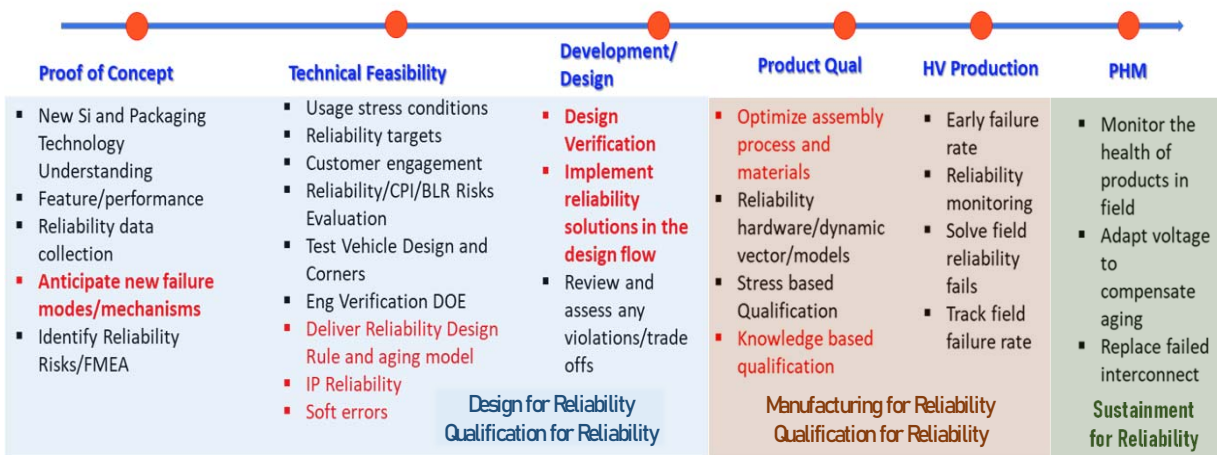 Proof of Concept
New Si and Packaging
Technology
Understanding
Feature/performance
Reliability data
collection
Anticipate new failure
modes/mechanisms
Identify Reliability
Risks/FMEA
Technical Feasibility
Usage stress conditions
Reliability targets
Customer engagement
Reliability/CPI/BLR Risks
Evaluation
Test Vehicle Design and
Corners
Eng Verification DOE
Deliver Reliability Design
Rule and aging model
IP Reliability
Soft errors
Development/
Design
Design
Verification
Implement
reliability
solutions in the
design flow
Review and
assess any
violations/trade
offs
Design for Reliability
Qualification for Reliability
Product Qual
Optimize assembly
process and
materials
Reliability
hardware/dynamic
vector/models
Stress based
Qualification
Knowledge based
qualification
HV Production
Early failure
rate
Reliability
monitoring
Solve field
reliability
fails
Track field
failure rate
Manufacturing for Reliability
Qualification for Reliability
PHM
Monitor the
health of
products in
field
Adapt voltage
to
compensate
aging
Replace failed
interconnect
Sustainment
for Reliability